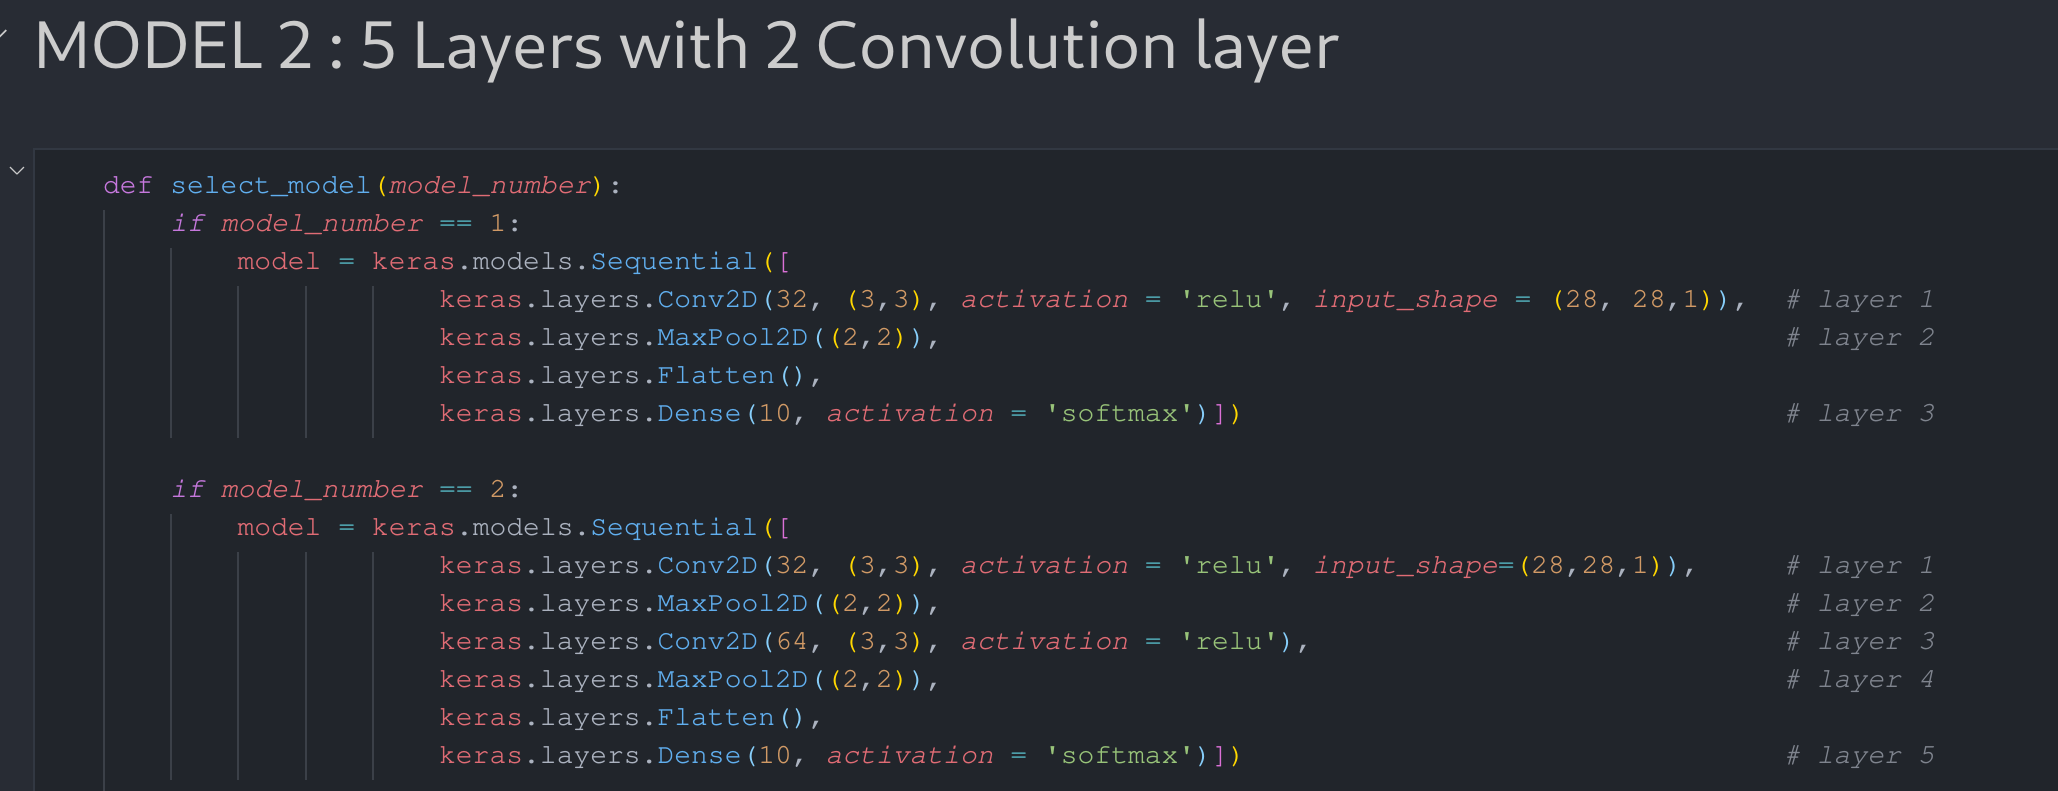 MODEL 2 : 5 Layers with 2 Convolution layer
def select_model(model_number):
    if model_number == 1:
        model = keras.models.Sequential([
                    keras.layers.Conv2D(32, (3,3), activation = 'relu', input_shape = (28, 28,1)),  # layer 1
                    keras.layers.MaxPool2D((2,2)),                                                  # layer 2
                    keras.layers.Flatten(),
                    keras.layers.Dense(10, activation = 'softmax')])                                # layer 3
    if model_number == 2:
        model = keras.models.Sequential([
                    keras.layers.Conv2D(32, (3,3), activation = 'relu', input_shape=(28,28,1)),     # layer 1
                    keras.layers.MaxPool2D((2,2)),                                                  # layer 2
                    keras.layers.Conv2D(64, (3,3), activation = 'relu'),                            # layer 3
                    keras.layers.MaxPool2D((2,2)),                                                  # layer 4
                    keras.layers.Flatten(),
                    keras.layers.Dense(10, activation = 'softmax')])                                # layer 5